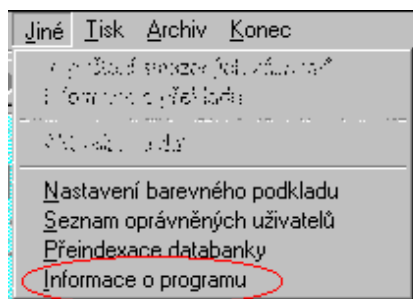 Jiné Tisk Archiv Konec
Nastavení barevného podkladu
Seznam oprávněných uživatelů
Přeindexace databanky
Informace o programu